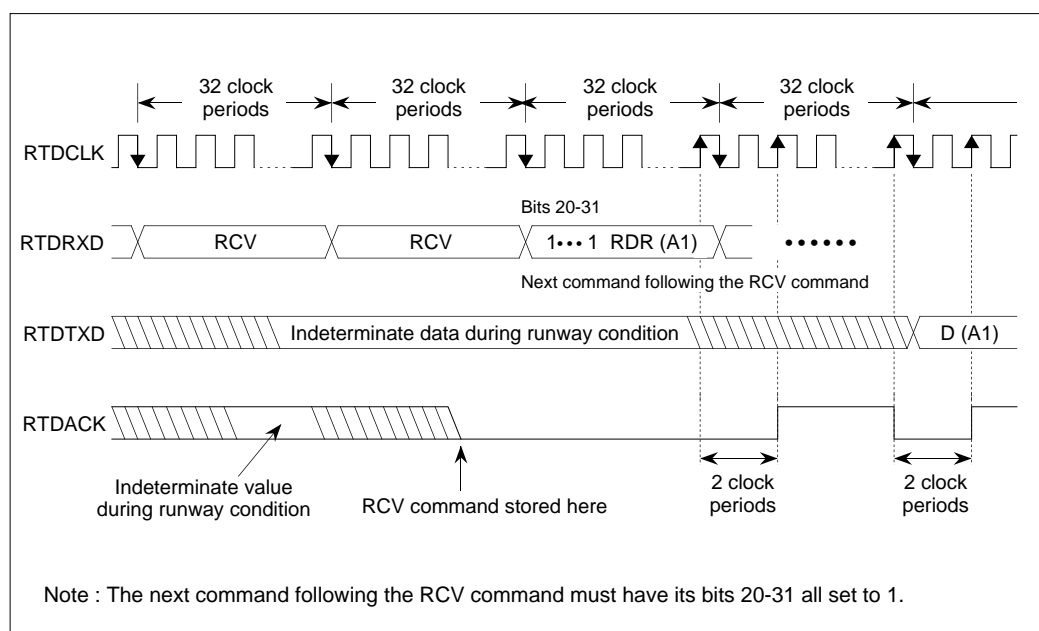 32 clock periods
32 clock periods
32 clock periods
32 clock periods
RTDCLK
Bits 20-31
RTDRXD
RCV
RCV
1••• 1 RDR (A1)
••••••
Next command following the RCV command
RTDTXD
Indeterminate data during runway condition
D (A1)
RTDACK
2 clock periods
2 clock periods
Indeterminate value
during runway condition
RCV command stored here
Note : The next command following the RCV command must have its bits 20-31 all set to 1.